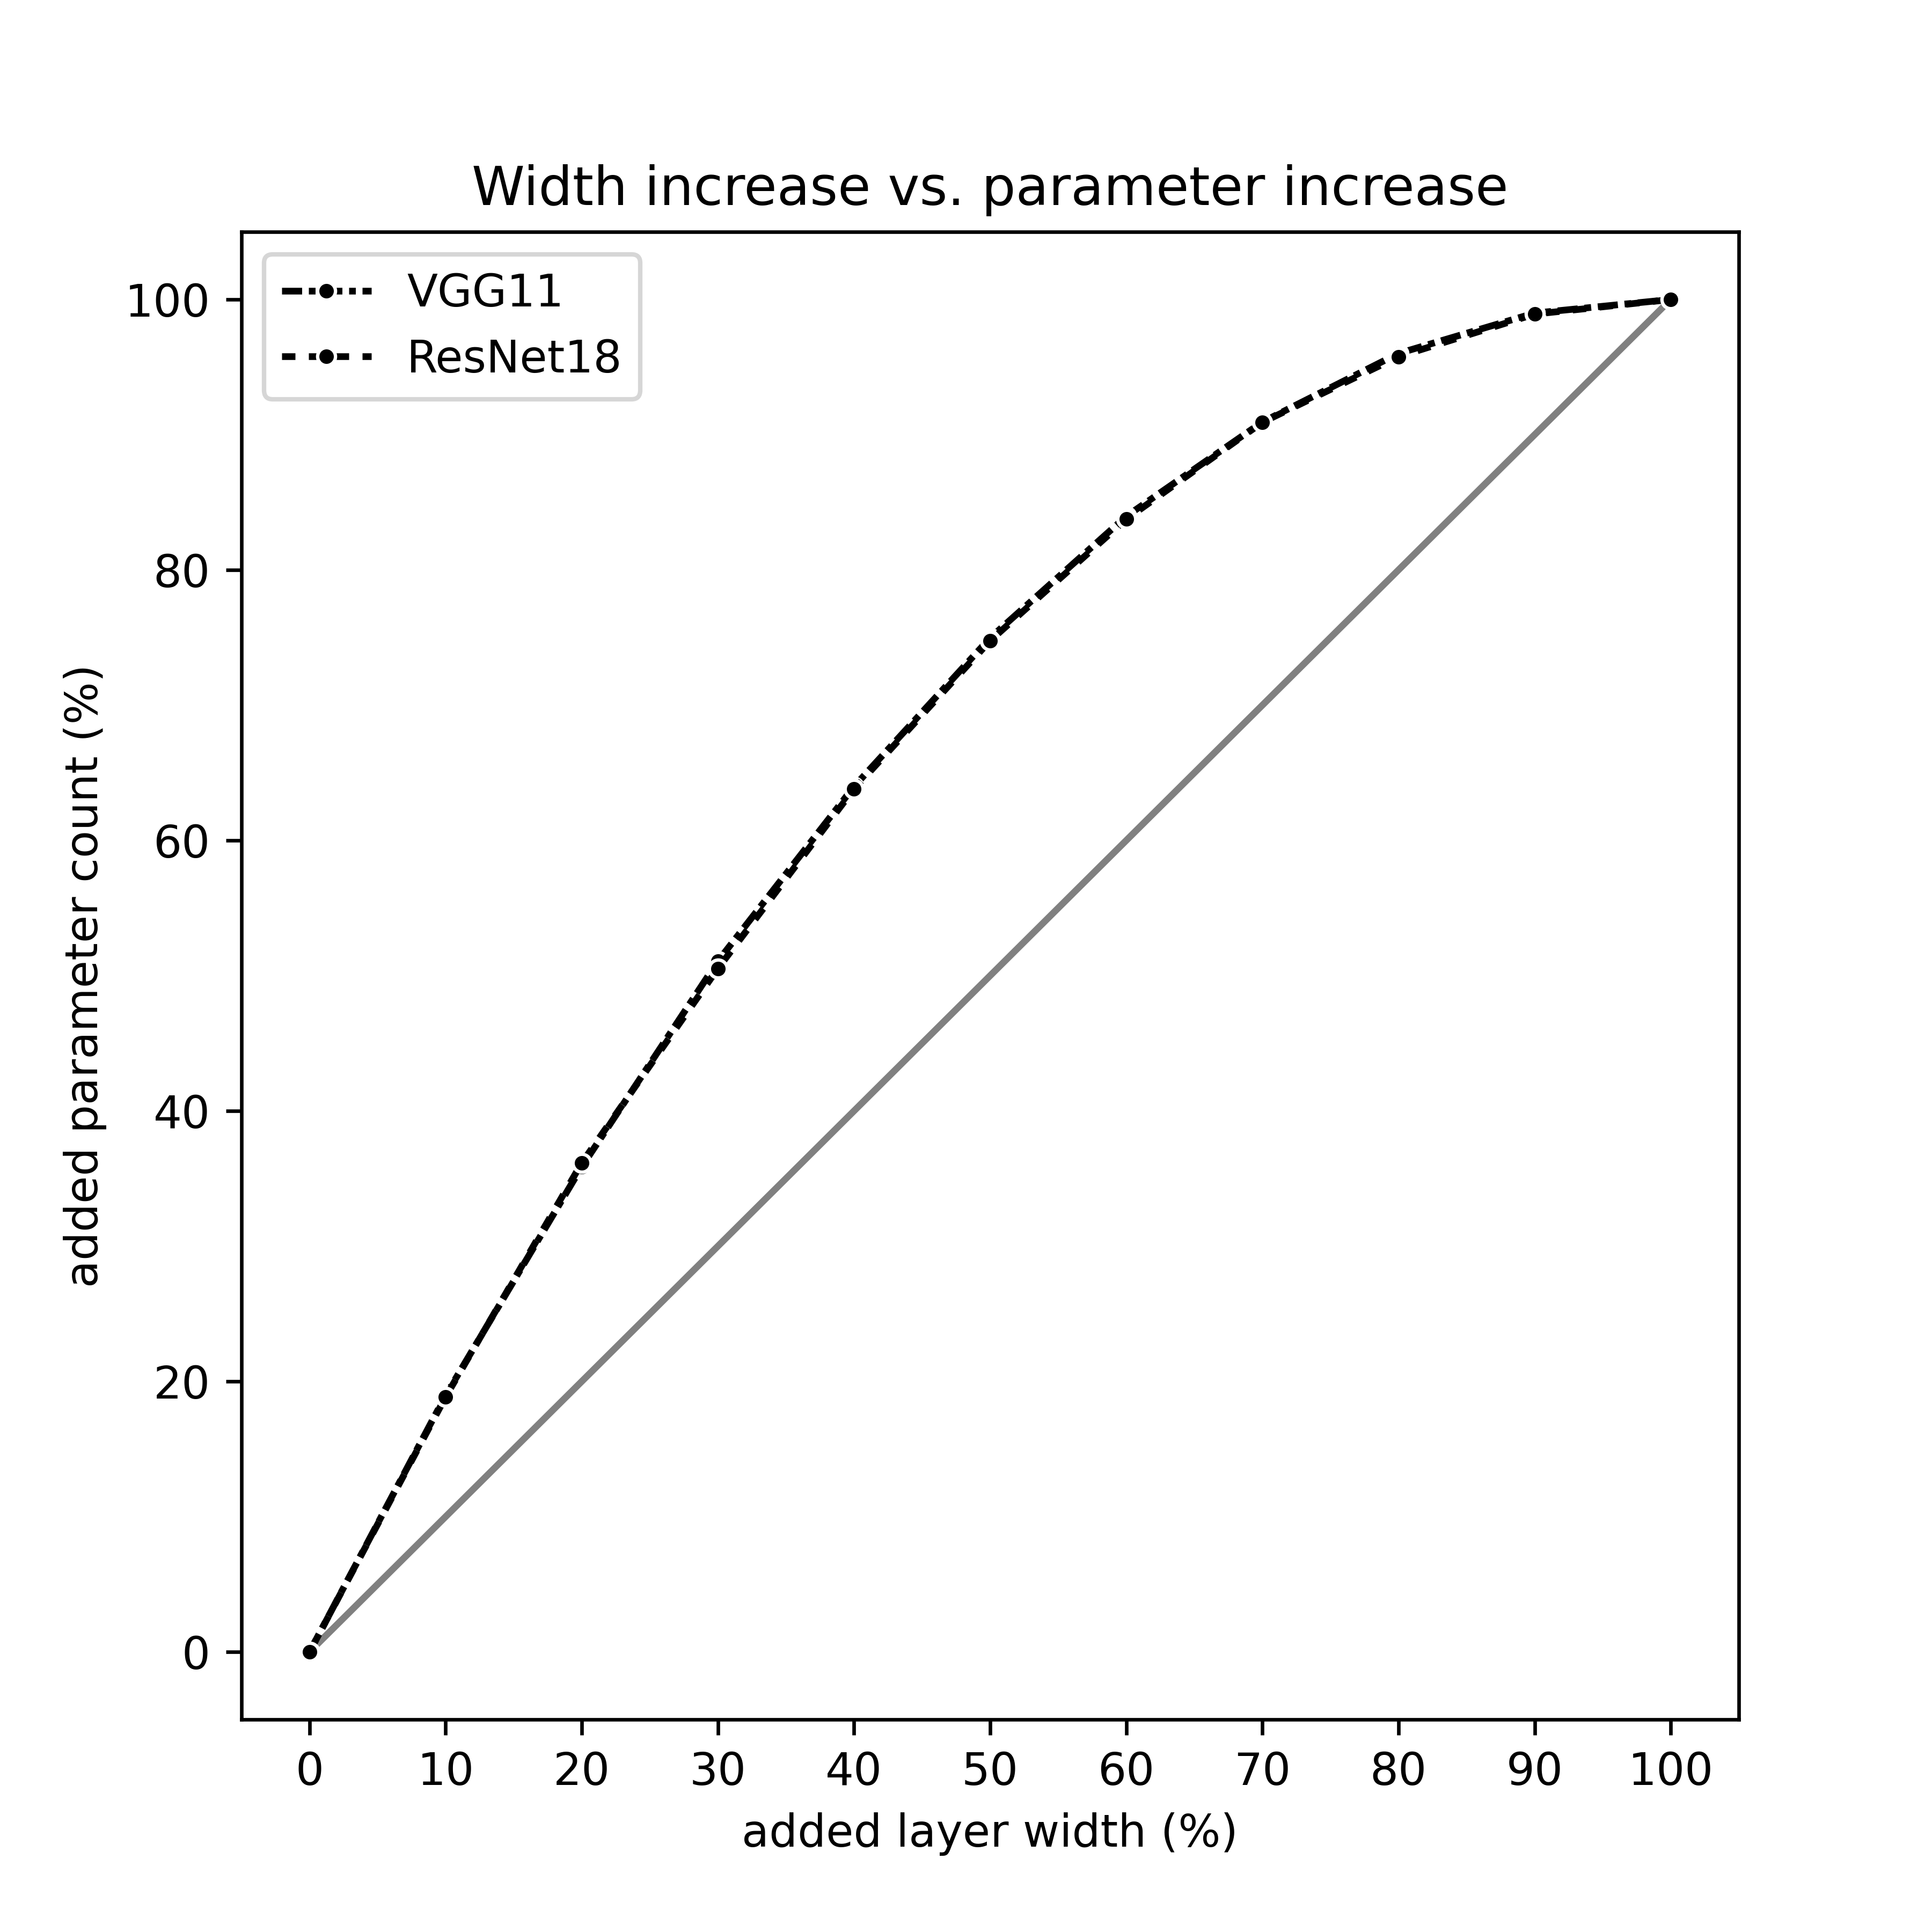 Width increase vs. parameter increase
VGG11
ResNet18
100
80
60
40
20
0
added parameter count (%)
0 10 20 30 40 50 60 70 80 90 100
added layer width (%)